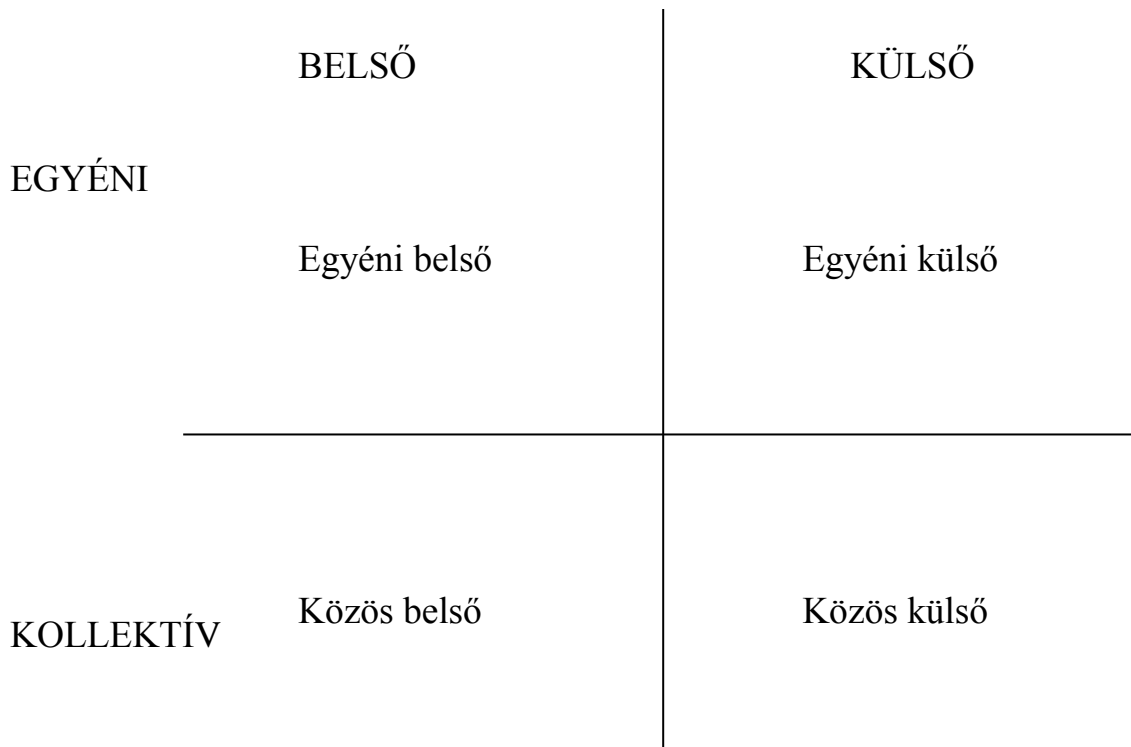 BELSŐ KÜLSŐ
EGYÉNI
Egyéni belső Egyéni külső
Közös belső Közös külső
KOLLEKTÍV